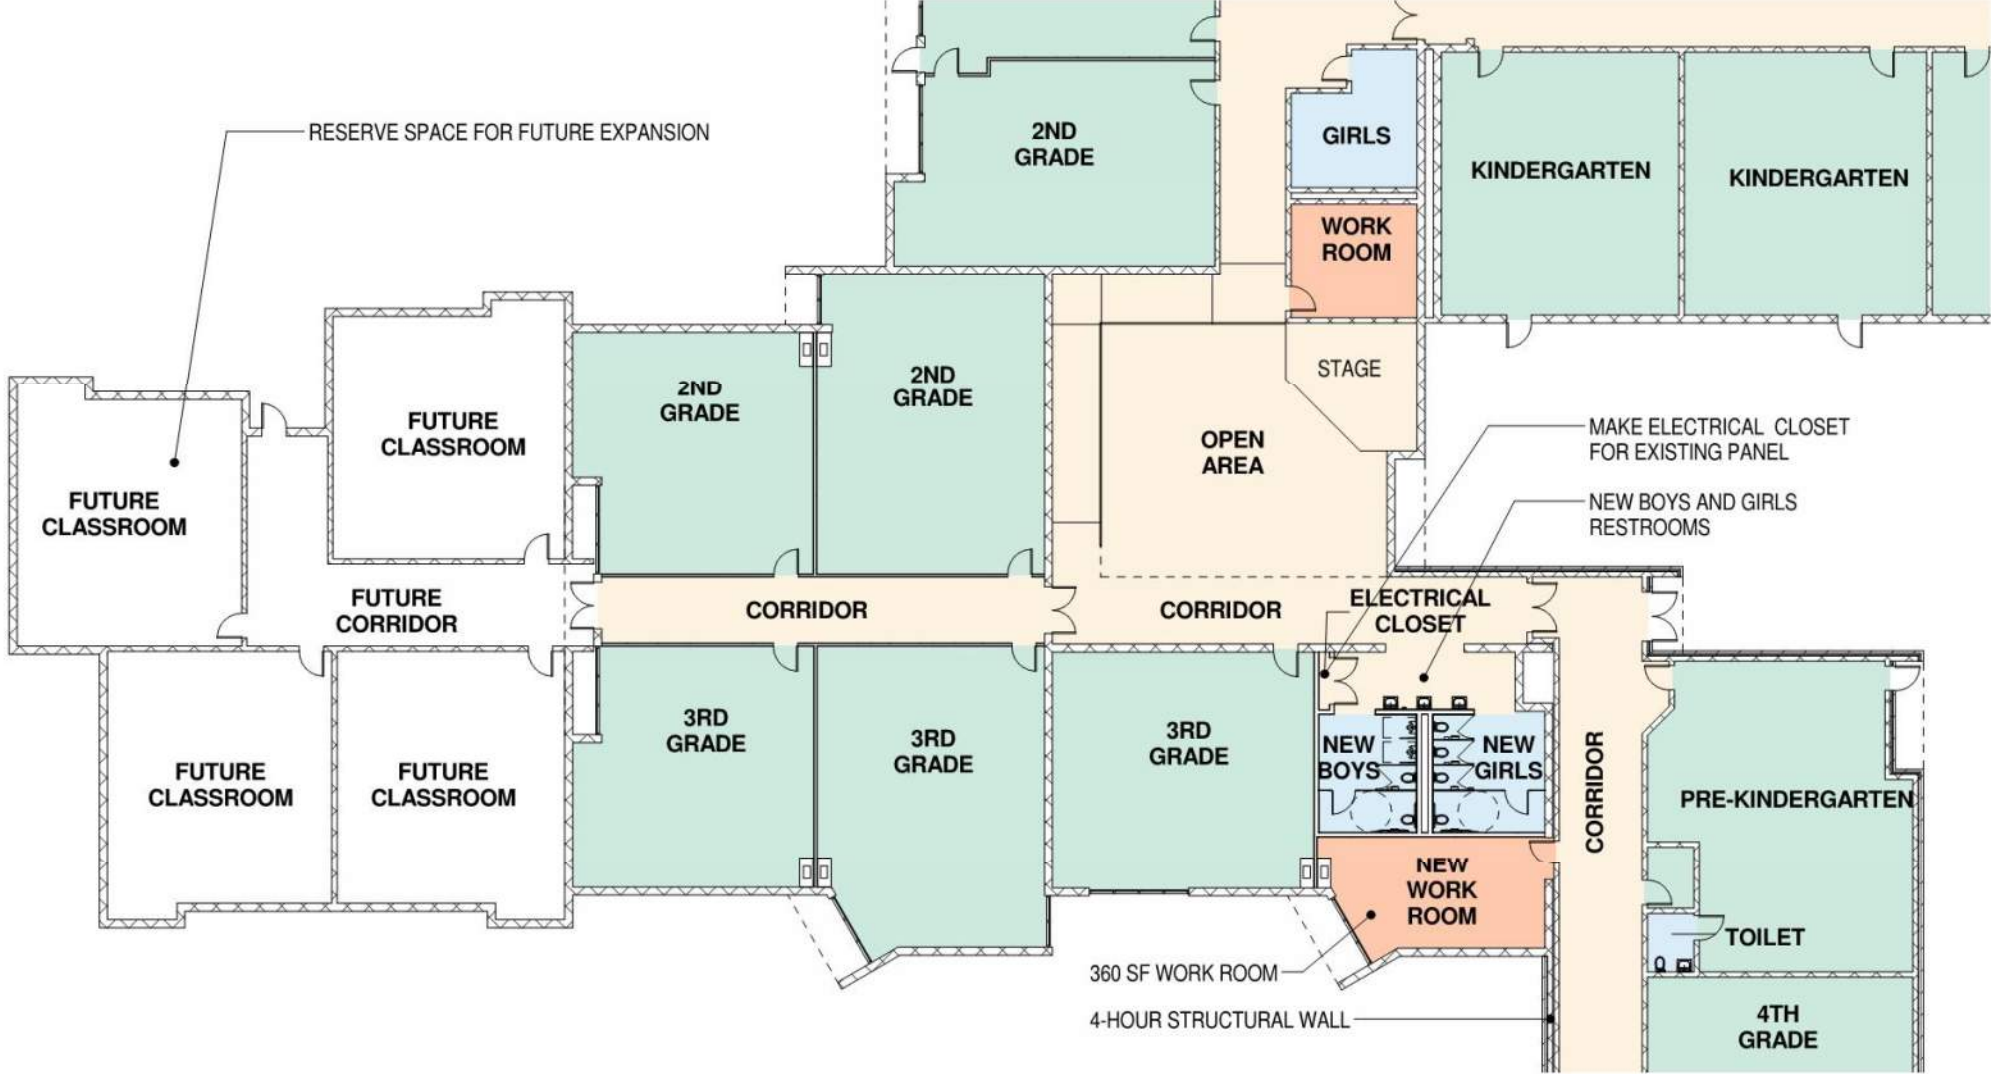 RESERVE SPACE FOR FUTURE EXPANSION
2ND
GRADE
GIRLS
WORK
ROOM
KINDERGARTEN
KINDERGARTEN
STAGE
OPEN
AREA
2ND
GRADE
2ND
GRADE
FUTURE
CLASSROOM
FUTURE
CLASSROOM
MAKE ELECTRICAL CLOSET
FOR EXISTING PANEL
NEW BOYS AND GIRLS
RESTROOMS
FUTURE
CORRIDOR
CORRIDOR
CORRIDOR
ELECTRICAL
CLOSET
FUTURE
CLASSROOM
FUTURE
CLASSROOM
3RD
GRADE
3RD
GRADE
3RD
GRADE
NEW
BOYS
NEW
GIRLS
CORRIDOR
PRE-KINDERGARTEN
NEW
WORK
ROOM
TOILET
360 SF WORK ROOM
4-HOUR STRUCTURAL WALL
4TH
GRADE